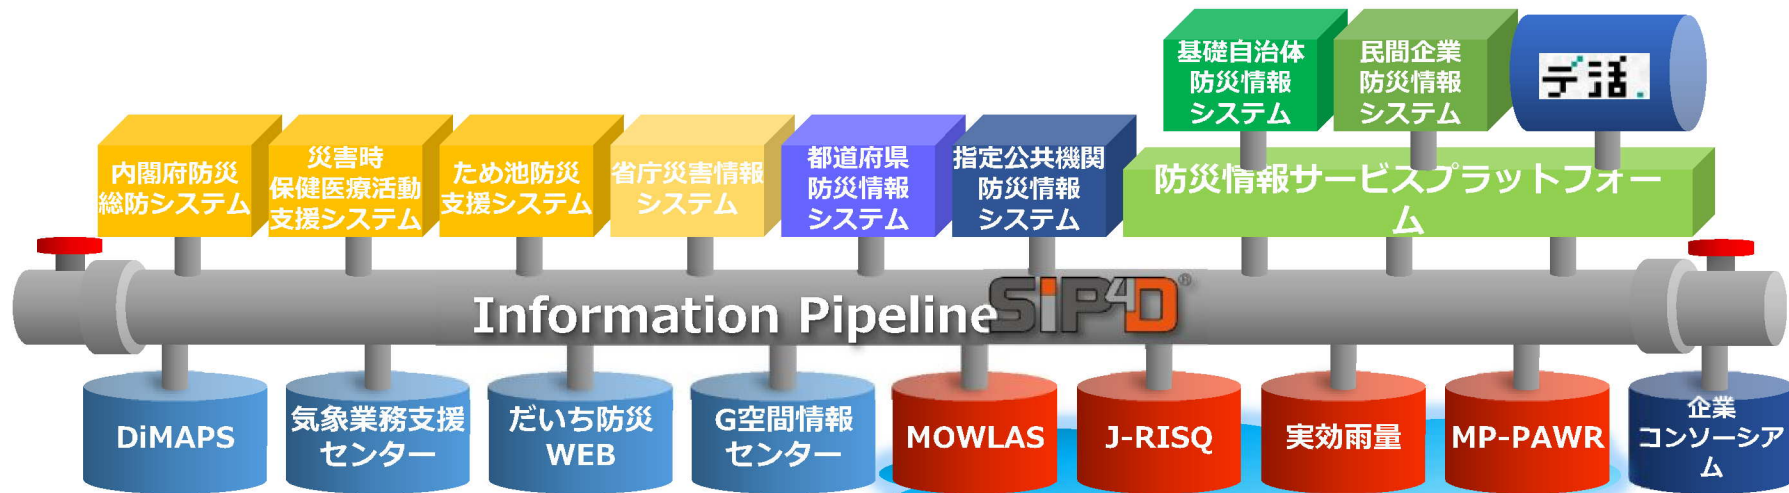 基礎自治体
防災情報
システム
民間企業
防災情報
システム
デ活.
内閣府防災
総防システム
災害時
保健医療活動
支援システム
ため池防災
支援システム
省庁災害情報
システム
都道府県
防災情報
システム
指定公共機関
防災情報
システム
防災情報サービスプラットフォー
ム
Information Pipeline
SiP4D®
DiMAPS
気象業務支援
センター
だいち防災
WEB
G空間情報
センター
MOWLAS
J-RISQ
実効雨量
MP-PAWR
企業
コンソーシア
ム